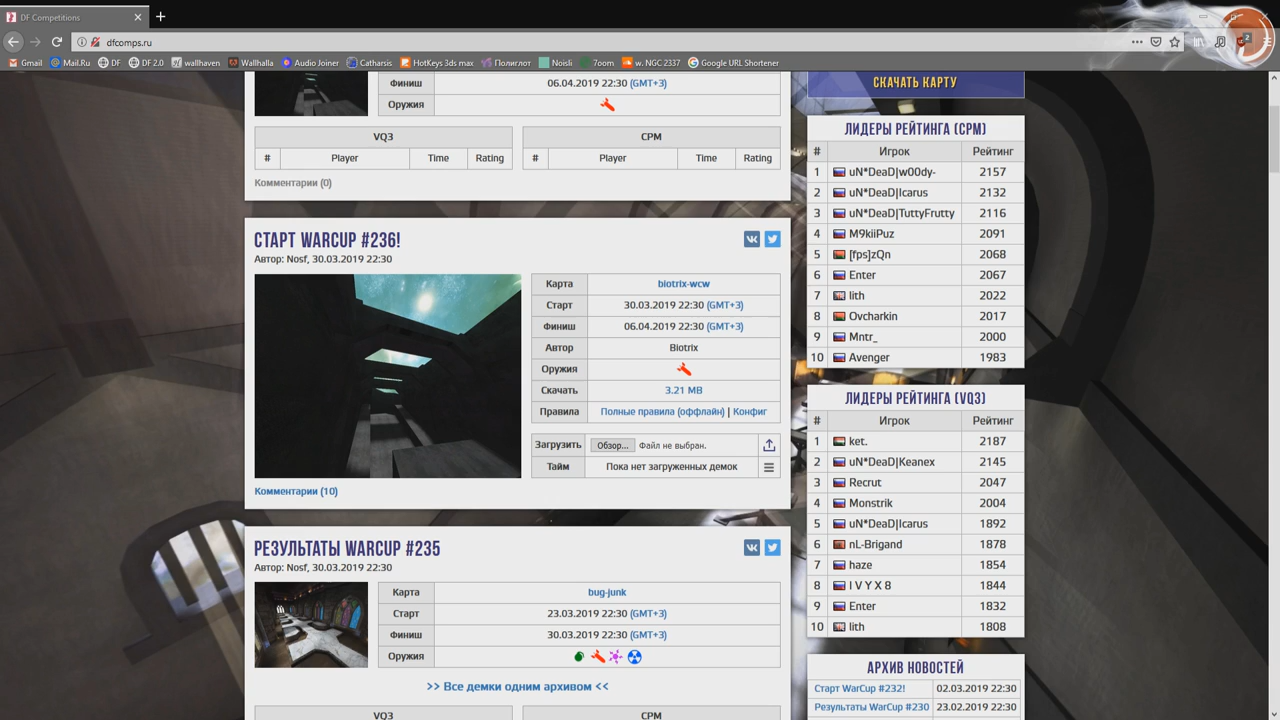 DF Competitions
dfcomps.ru
2
Gmail Mail.Ru DF DF 2.0 wallhaven Wallhalla Audio Joiner Catharsis HotKeys 3ds max Полиглот Noisli 7oom w. NGC 2337 Google URL Shortener
Финиш 06.04.2019 22:30 (GMT+3)
Оружия
VQ3 CPM
# Player Time Rating # Player Time Rating
Комментарии (0)
СТАРТ WARCUP #236!
Автор: Nosf, 30.03.2019 22:30
Карта biotrix-wcw
Старт 30.03.2019 22:30 (GMT+3)
Финиш 06.04.2019 22:30 (GMT+3)
Автор Biotrix
Оружия
Скачать 3.21 MB
Правила Полные правила (оффлайн) | Конфиг
Загрузить Обзор... Файл не выбран.
Тайм Пока нет загруженных демок
Комментарии (10)
РЕЗУЛЬТАТЫ WARCUP #235
Автор: Nosf, 30.03.2019 22:30
Карта bug-junk
Старт 23.03.2019 22:30 (GMT+3)
Финиш 30.03.2019 22:30 (GMT+3)
Оружия
>> Все демки одним архивом <<
VQ3 CPM
СКАЧАТЬ КАРТУ
ЛИДЕРЫ РЕЙТИНГА (CPM)
# Игрок Рейтинг
1 uN*DeaD|w00dy- 2157
2 uN*DeaD|Icarus 2132
3 uN*DeaD|TuttyFrutty 2116
4 M9kiiPuz 2091
5 [fps]zQn 2068
6 Enter 2067
7 lith 2022
8 Ovcharkin 2017
9 Mntr_ 2000
10 Avenger 1983
ЛИДЕРЫ РЕЙТИНГА (VQ3)
# Игрок Рейтинг
1 ket. 2187
2 uN*DeaD|Keanex 2145
3 Recrut 2047
4 Monstrik 2004
5 uN*DeaD|Icarus 1892
6 nL-Brigand 1878
7 haze 1854
8 I V Y X 8 1844
9 Enter 1832
10 lith 1808
АРХИВ НОВОСТЕЙ
Старт WarCup #232! 02.03.2019 22:30
Результаты WarCup #230 23.02.2019 22:30